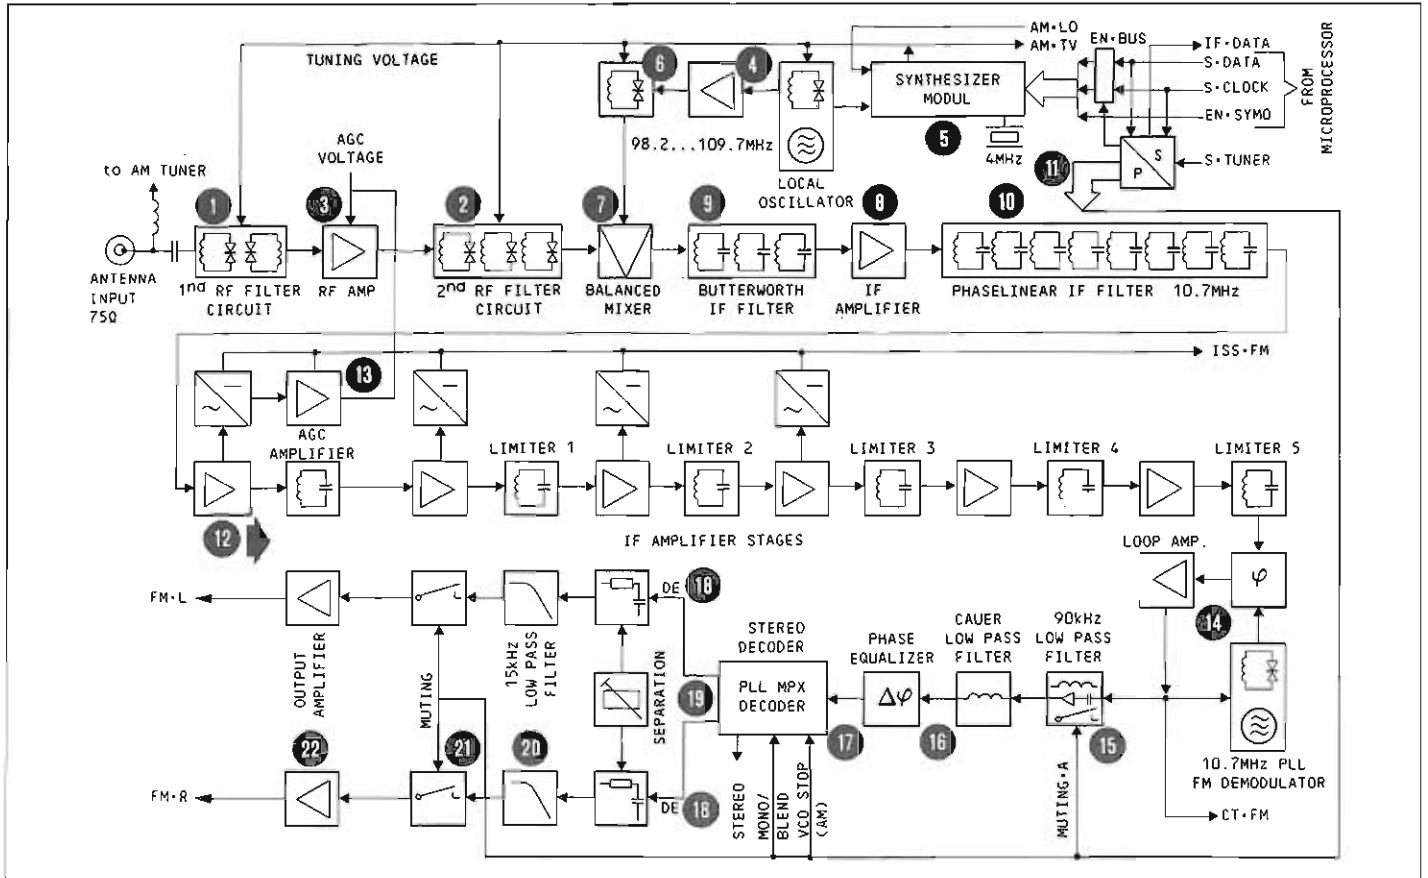 TUNING VOLTAGE
6
4
AM•LO
AM•TV
EN•BUS
IF•DATA
S•DATA
S•CLOCK
EN•SYMO
S•TUNER
FROM
MICROPROCESSOR
SYNTHESIZER
MODUL
5
4MHz
S
P
11
98.2...109.7MHz
LOCAL
OSCILLATOR
AGC
VOLTAGE
to AM TUNER
1
3
2
7
9
8
10
ANTENNA
INPUT
75Ω
1nd RF FILTER
CIRCUIT
RF AMP
2nd RF FILTER
CIRCUIT
BALANCED
MIXER
BUTTERWORTH
IF FILTER
IF
AMPLIFIER
PHASELINEAR IF FILTER 10.7MHz
ISS•FM
13
AGC
AMPLIFIER
LIMITER 1
LIMITER 2
LIMITER 3
LIMITER 4
LIMITER 5
12
IF AMPLIFIER STAGES
LOOP AMP.
φ
14
10.7MHz PLL
FM DEMODULATOR
CT•FM
90kHz
LOW PASS
FILTER
15
MUTING•A
CAUER
LOW PASS
FILTER
16
PHASE
EQUALIZER
Δφ
17
STEREO
DECODER
PLL MPX
DECODER
19
STEREO
MONO/
BLEND
VCO STOP
(AM)
DE
18
DE
18
SEPARATION
15kHz
LOW PASS
FILTER
20
MUTING
21
OUTPUT
AMPLIFIER
22
FM•L
FM•R